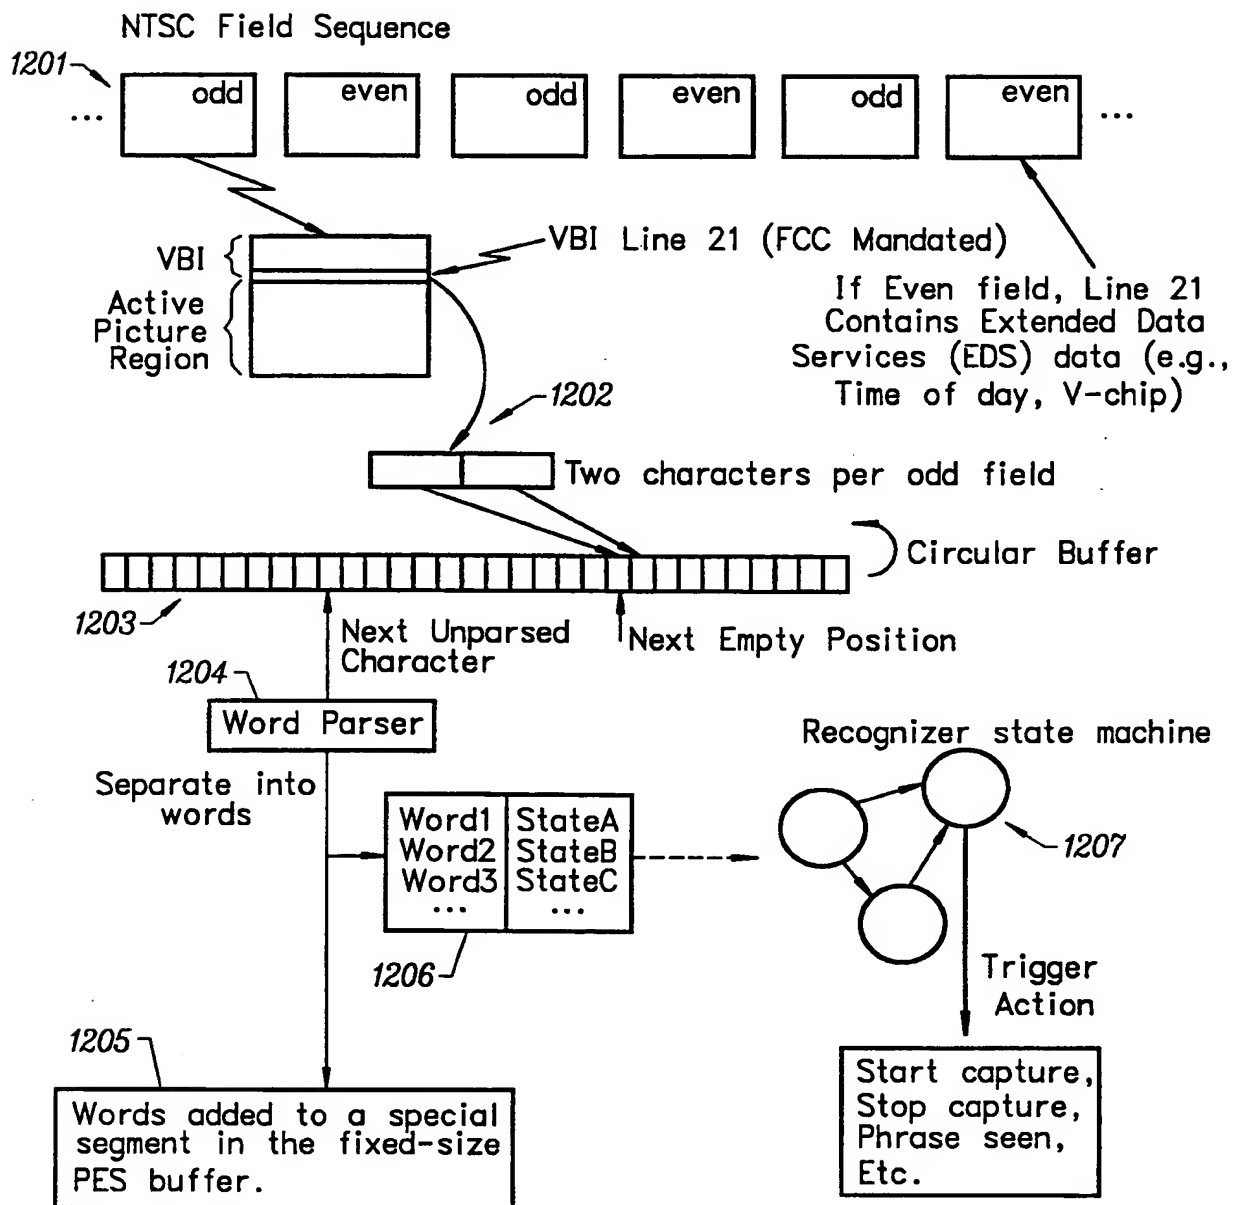 NTSC Field Sequence
1201
... odd even odd even odd even ...
VBI
VBI Line 21 (FCC Mandated)
Active
Picture
Region
If Even field, Line 21
Contains Extended Data
Services (EDS) data (e.g.,
Time of day, V-chip)
1202
Two characters per odd field
Circular Buffer
1203
Next Unparsed
Character
Next Empty Position
1204
Word Parser
Separate into
words
Recognizer state machine
Word1 StateA
Word2 StateB
Word3 StateC
... ...
1206
1207
Trigger
Action
1205
Words added to a special
segment in the fixed-size
PES buffer.
Start capture,
Stop capture,
Phrase seen,
Etc.